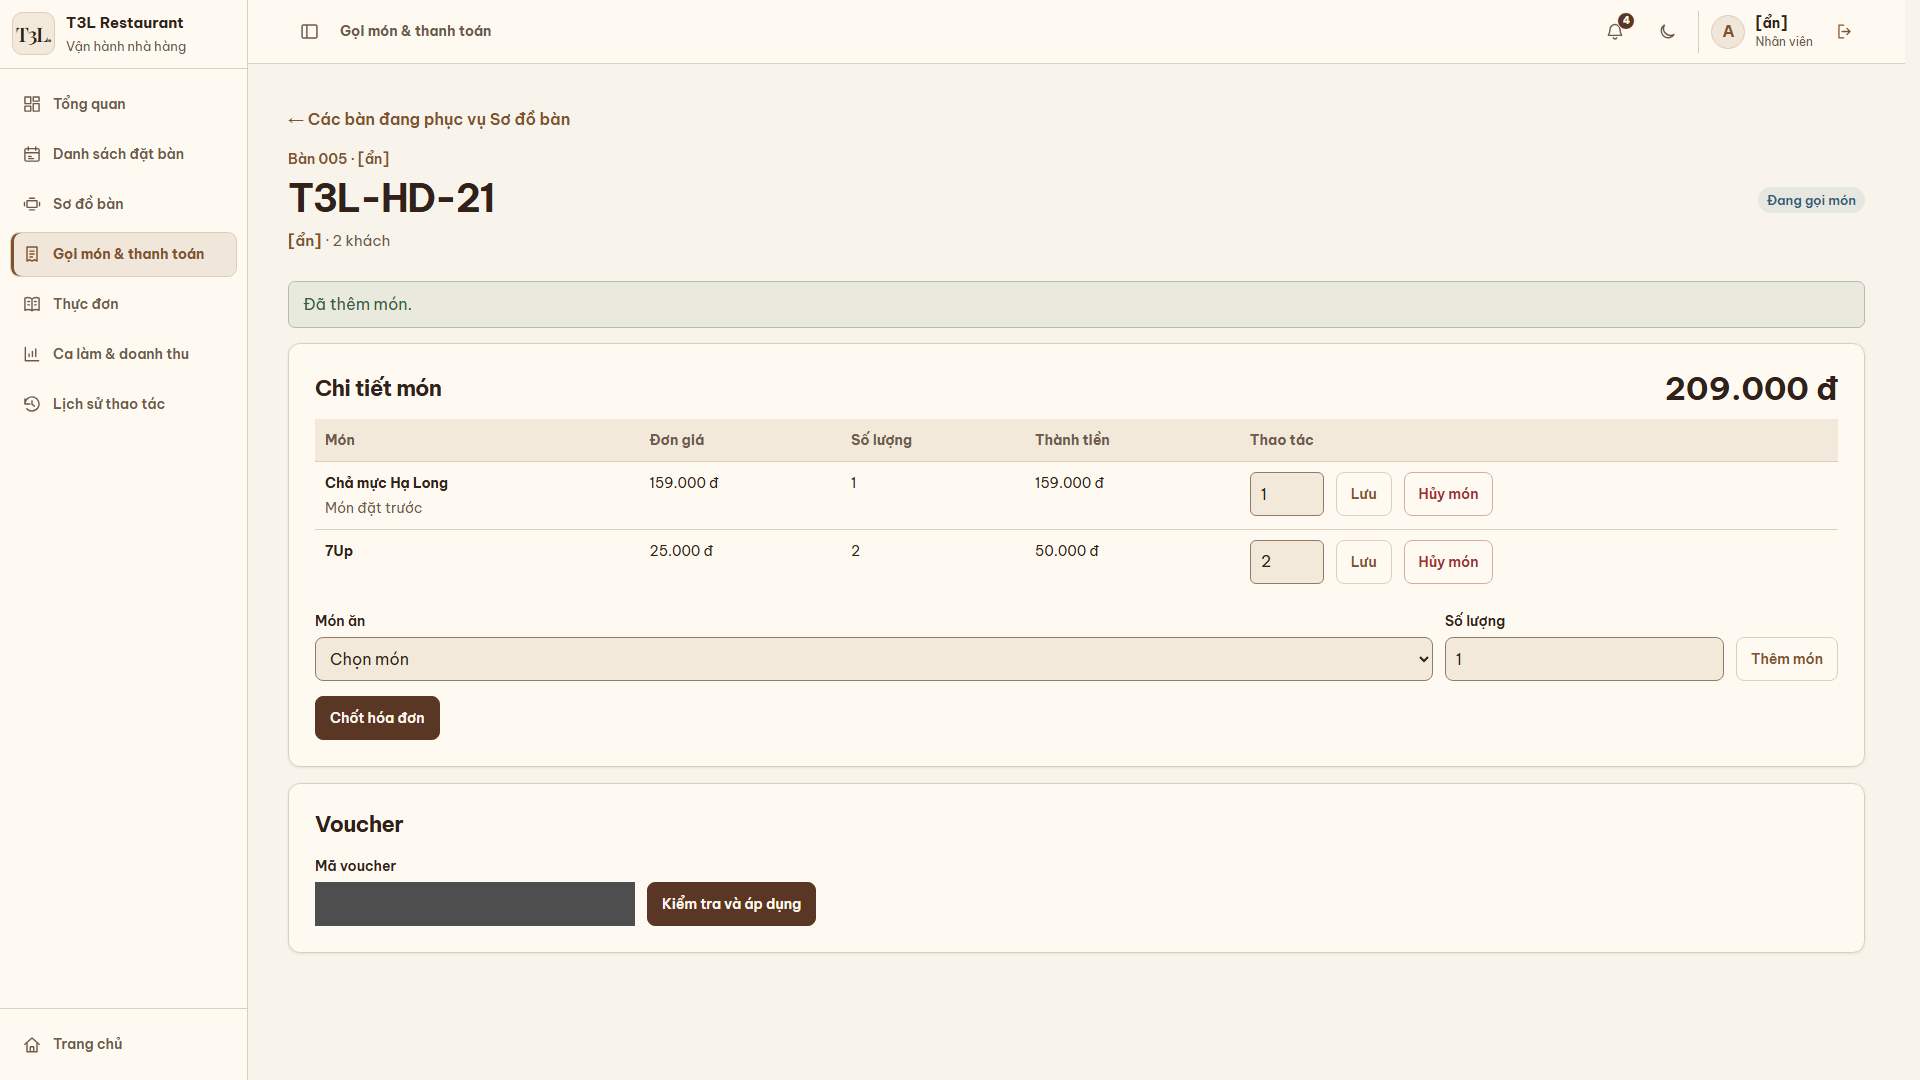 T3L
T3L Restaurant
Vận hành nhà hàng
Tổng quan
Danh sách đặt bàn
Sơ đồ bàn
Gọi món & thanh toán
Thực đơn
Ca làm & doanh thu
Lịch sử thao tác
Trang chủ
Gọi món & thanh toán
4
A
[ẩn]
Nhân viên
← Các bàn đang phục vụ Sơ đồ bàn
Bàn 005 · [ẩn]
T3L-HD-21
Đang gọi món
[ẩn] · 2 khách
Đã thêm món.
Chi tiết món
209.000 đ
Món Đơn giá Số lượng Thành tiền Thao tác
Chả mực Hạ Long 159.000 đ 1 159.000 đ 1 Lưu Hủy món
Món đặt trước
7Up 25.000 đ 2 50.000 đ 2 Lưu Hủy món
Món ăn Số lượng
Chọn món 1 Thêm món
Chốt hóa đơn
Voucher
Mã voucher
Kiểm tra và áp dụng